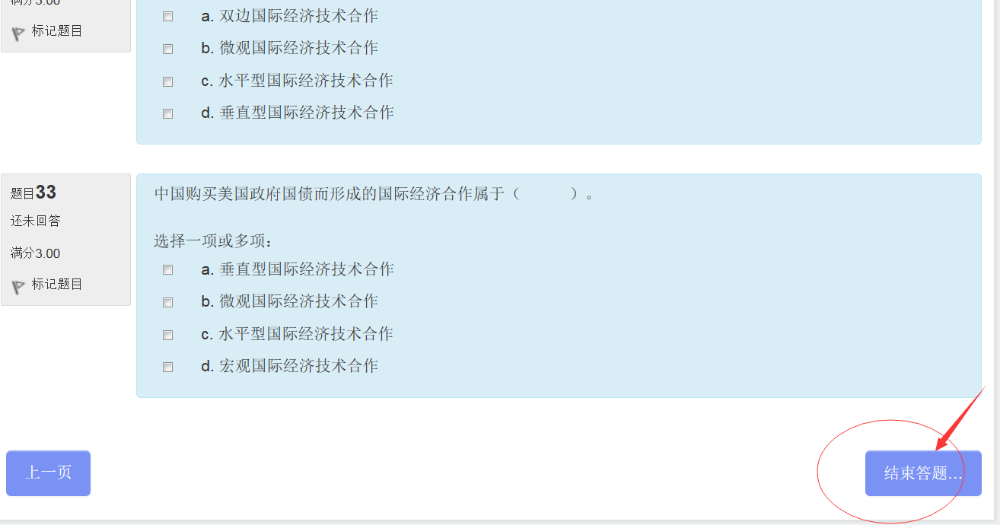 满分3.00
标记题目
a. 双边国际经济技术合作
b. 微观国际经济技术合作
c. 水平型国际经济技术合作
d. 垂直型国际经济技术合作
题目33
还未回答
满分3.00
标记题目
中国购买美国政府国债而形成的国际经济合作属于（　　　）。
选择一项或多项：
a. 垂直型国际经济技术合作
b. 微观国际经济技术合作
c. 水平型国际经济技术合作
d. 宏观国际经济技术合作
上一页
结束答题...